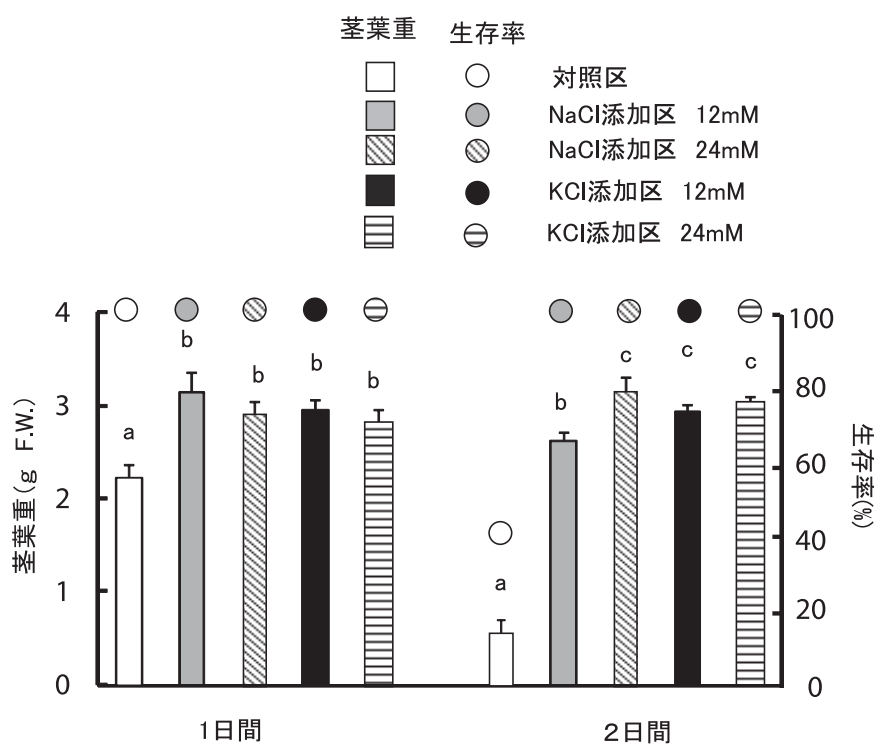 茎葉重 生存率
対照区
NaCl添加区 12mM
NaCl添加区 24mM
KCl添加区 12mM
KCl添加区 24mM
茎葉重(g F.W.)
4
3
2
1
0
a
b
b
b
b
a
b
c
c
c
100
80
60
40
20
0
生存率(%)
1日間
2日間